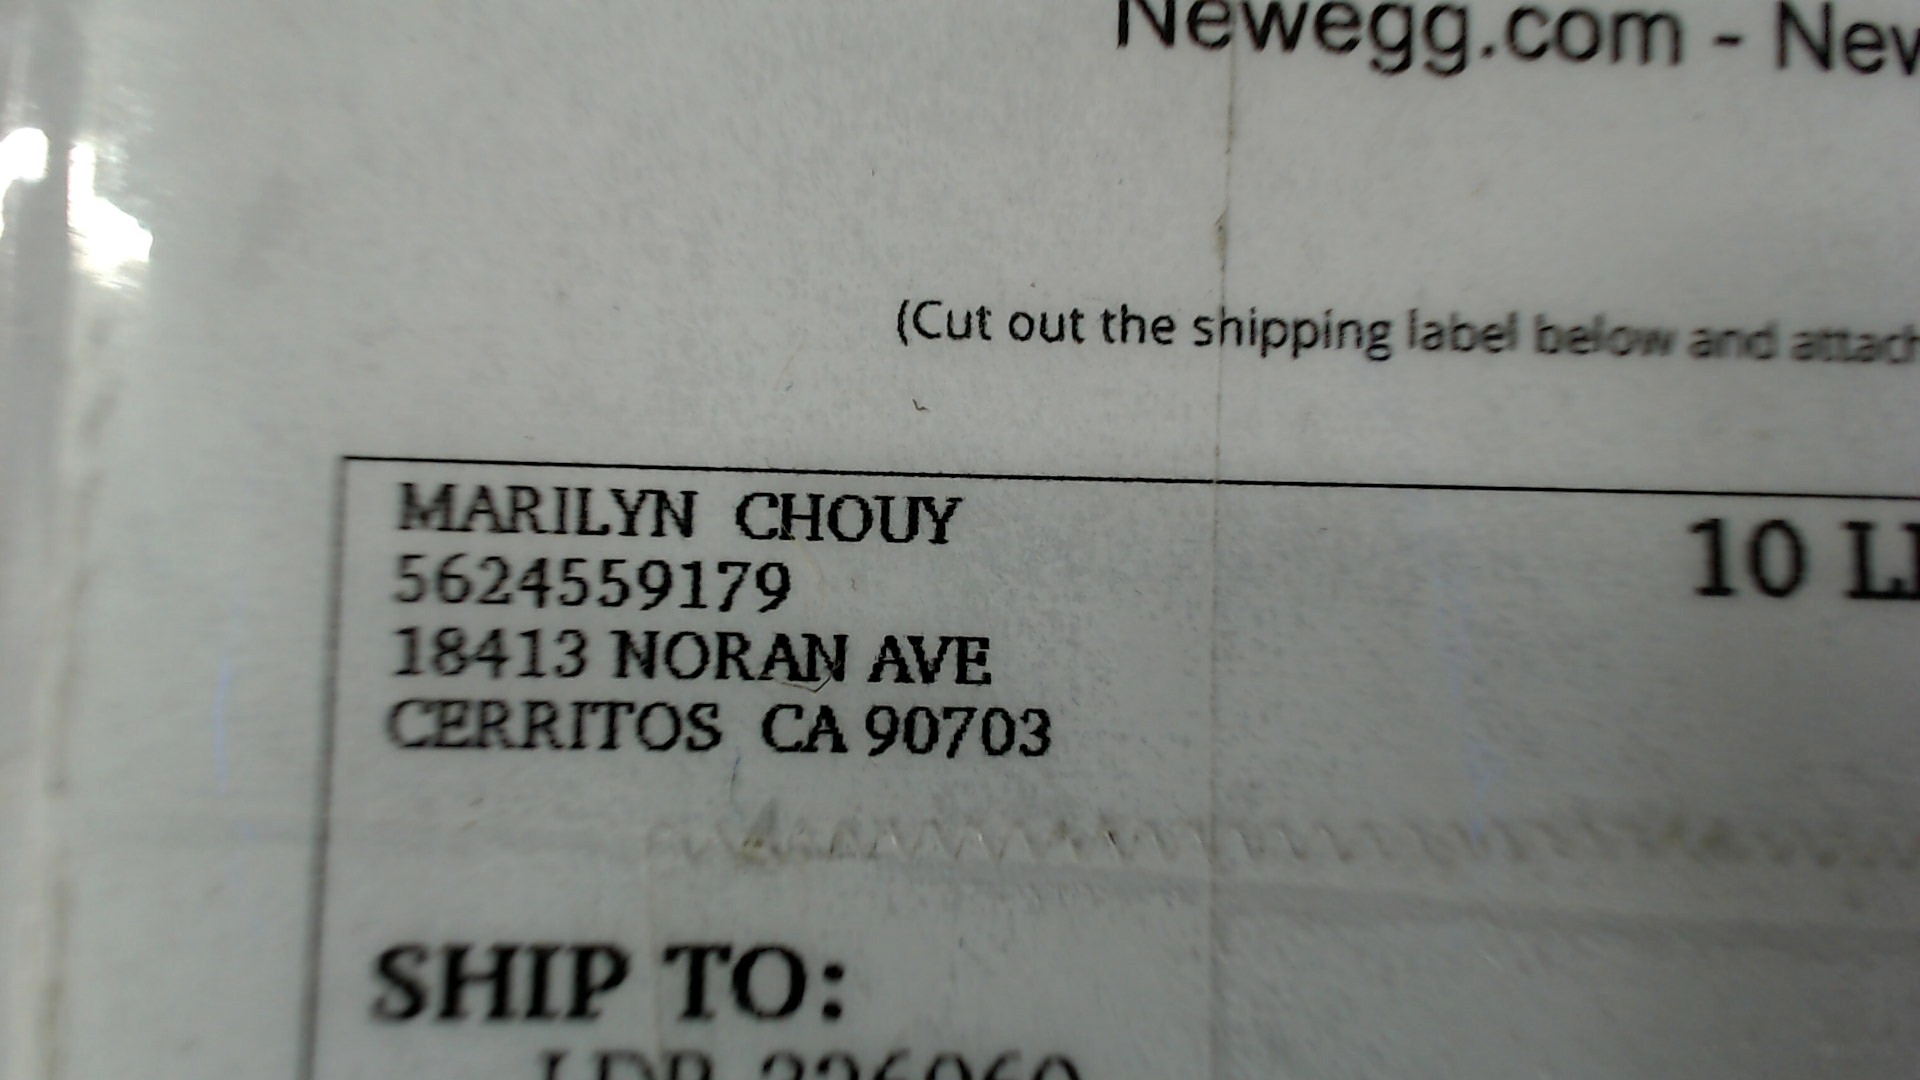 Newegg.com - New
(Cut out the shipping label below and attach
MARILYN CHOUY
10
5624559179
18413 NORAN AVE
CERRITOS CA 90703
SHIP TO: